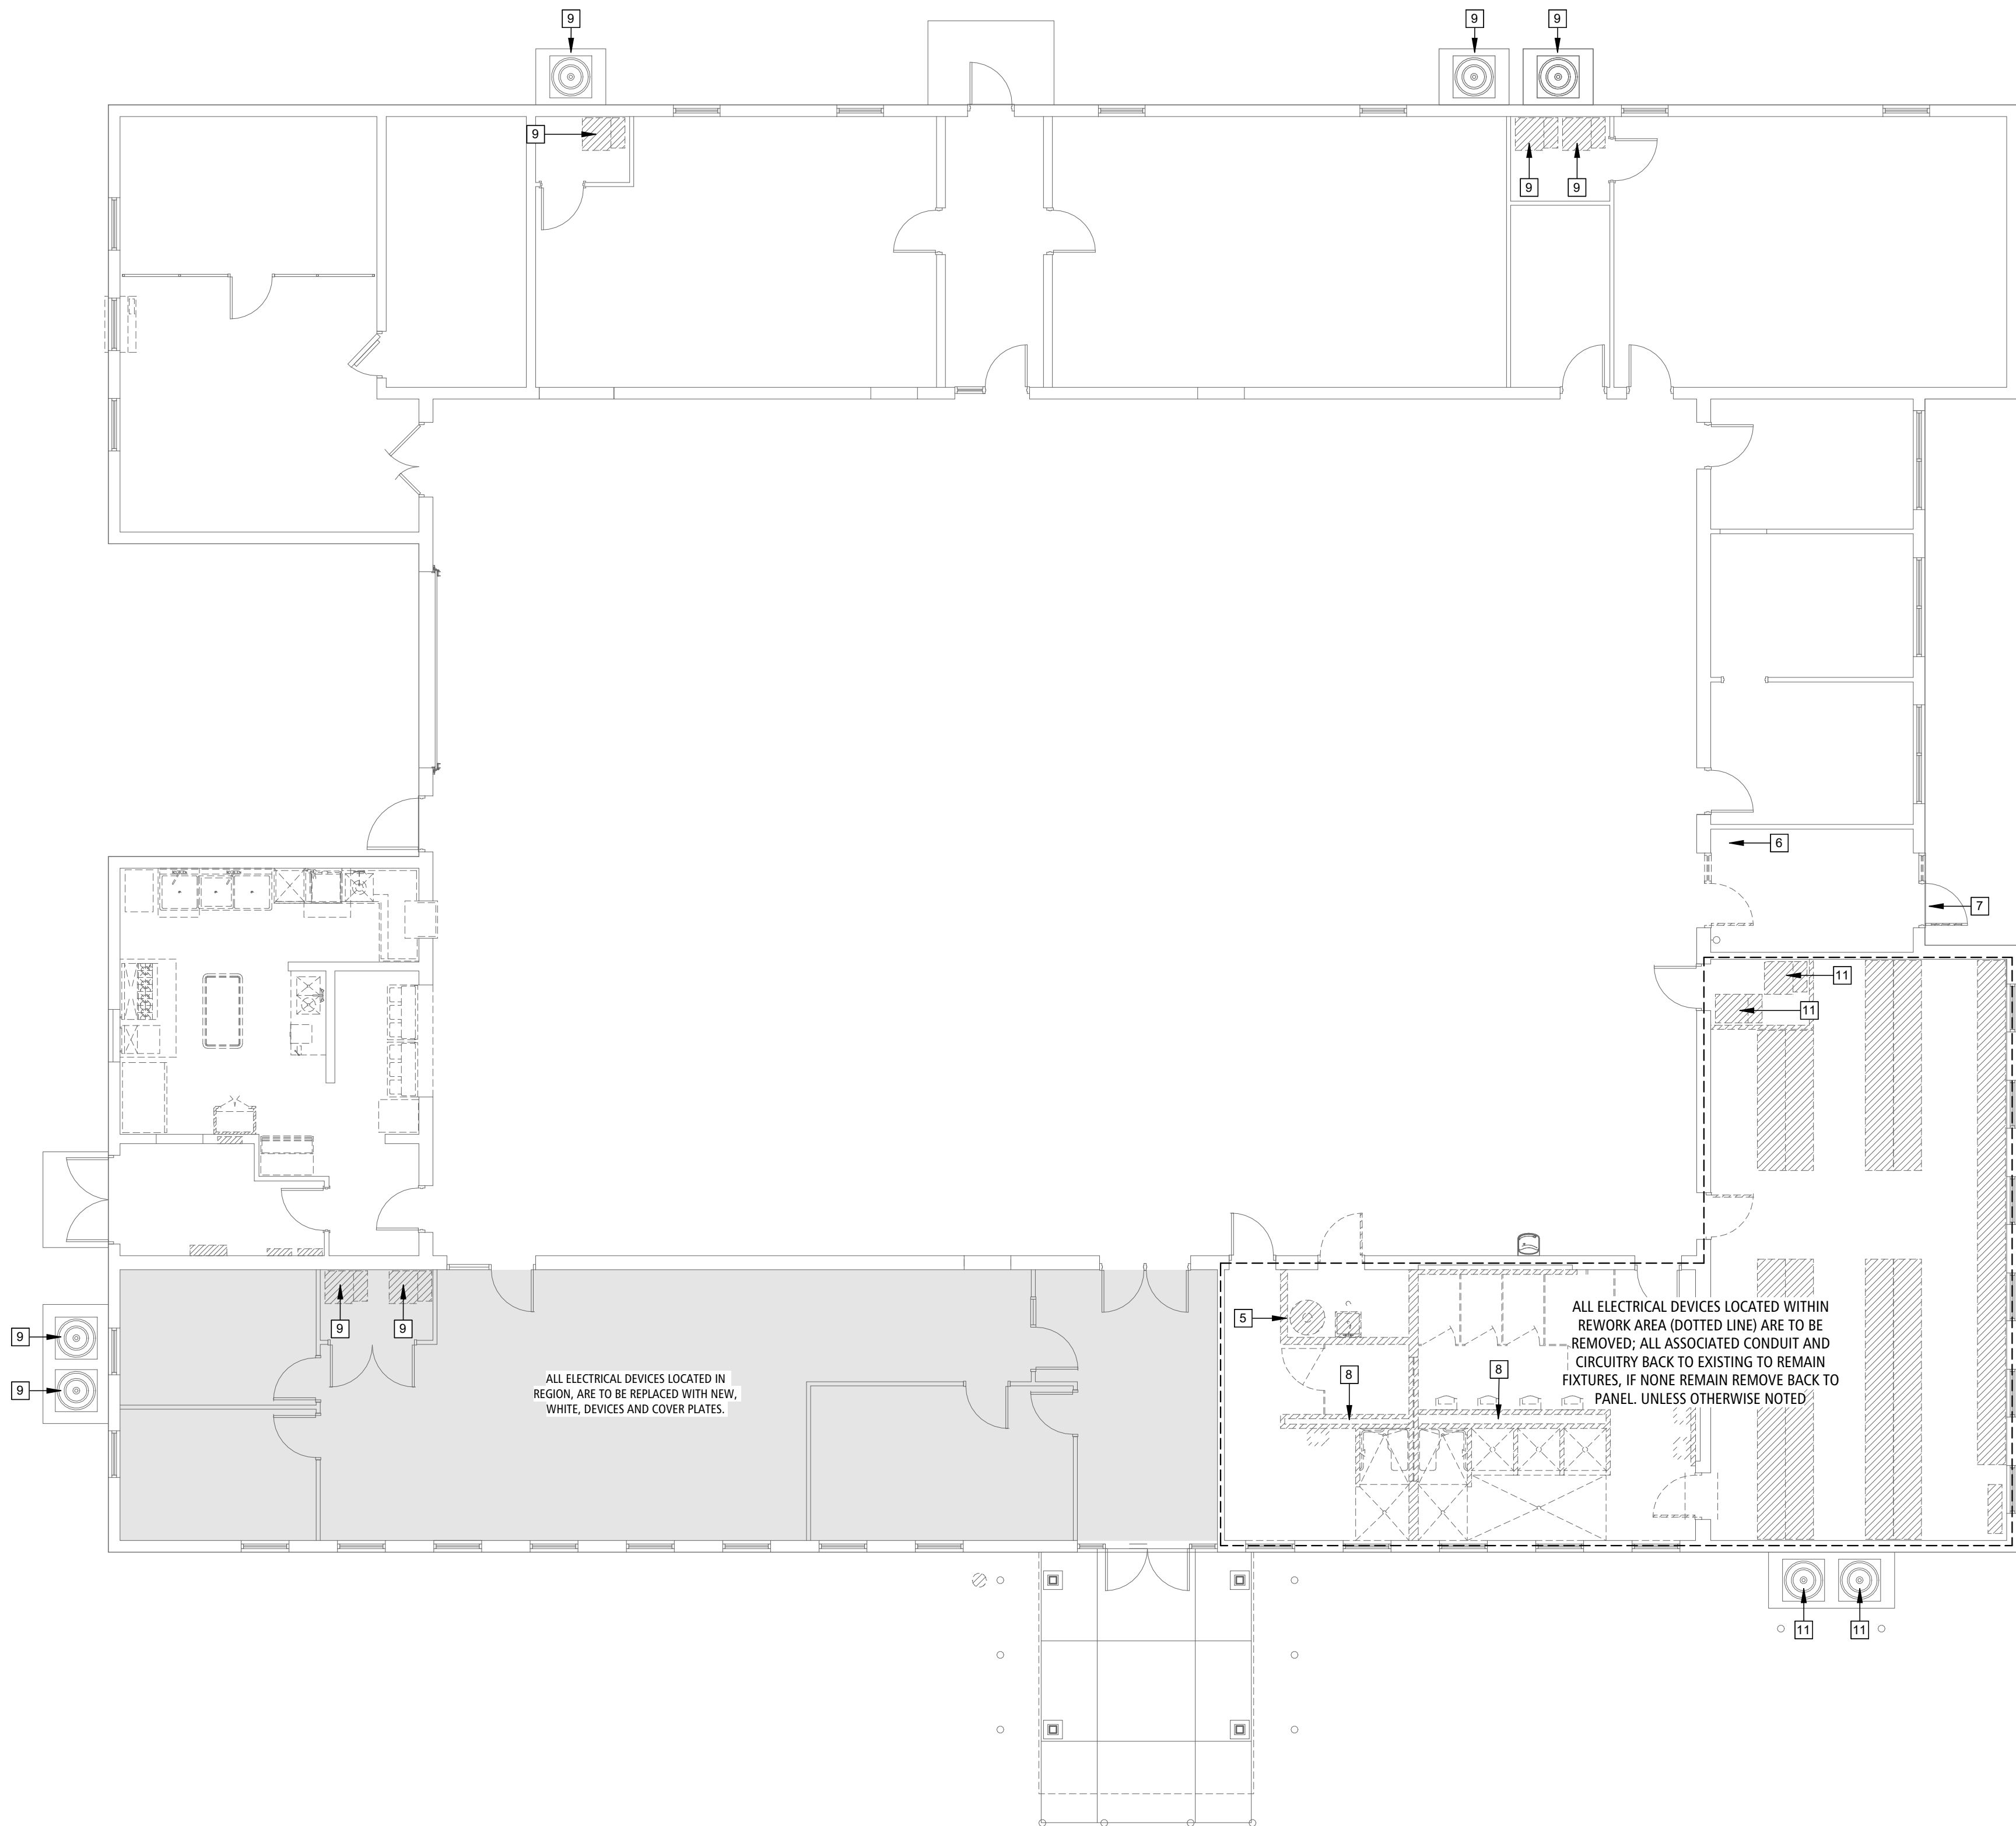 9
9
9
9
9
9
6
7
11
11
5
ALL ELECTRICAL DEVICES LOCATED WITHIN
REWORK AREA (DOTTED LINE) ARE TO BE
REMOVED; ALL ASSOCIATED CONDUIT AND
CIRCUITRY BACK TO EXISTING TO REMAIN
FIXTURES, IF NONE REMAIN REMOVE BACK TO
PANEL. UNLESS OTHERWISE NOTED
9
9
9
8
8
ALL ELECTRICAL DEVICES LOCATED IN
REGION, ARE TO BE REPLACED WITH NEW,
WHITE, DEVICES AND COVER PLATES.
9
11
11